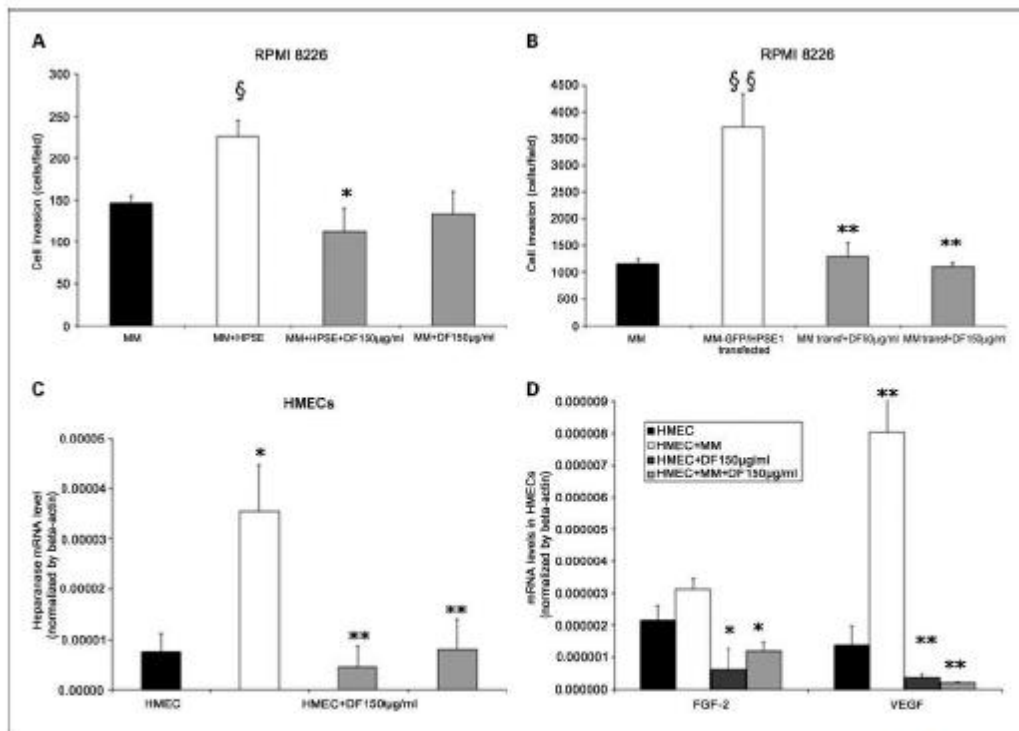 A
RPMI 8226
Cell invasion (cells/field)
300
250
200
150
100
50
0
§
*
MM
MM+HPSE
MM+HPSE+DF150µg/ml
MM+DF150µg/ml
B
RPMI 8226
Cell invasion (cells/field)
4500
4000
3500
3000
2500
2000
1500
1000
500
0
§ §
**
**
MM
MM-GFP/HPSE1
transfected
MM transf+DF50µg/ml
MM transf+DF150µg/ml
C
HMECs
Heparanase mRNA level
(normalized by beta-actin)
0.00005
0.00004
0.00003
0.00002
0.00001
0.00000
*
**
**
HMEC
HMEC+DF150µg/ml
D
mRNA levels in HMECs
(normalized by beta-actin)
0.000009
0.000008
0.000007
0.000006
0.000005
0.000004
0.000003
0.000002
0.000001
0.000000
HMEC
HMEC+MM
HMEC+DF150µg/ml
HMEC+MM+DF150µg/ml
*
*
**
**
**
FGF-2
VEGF